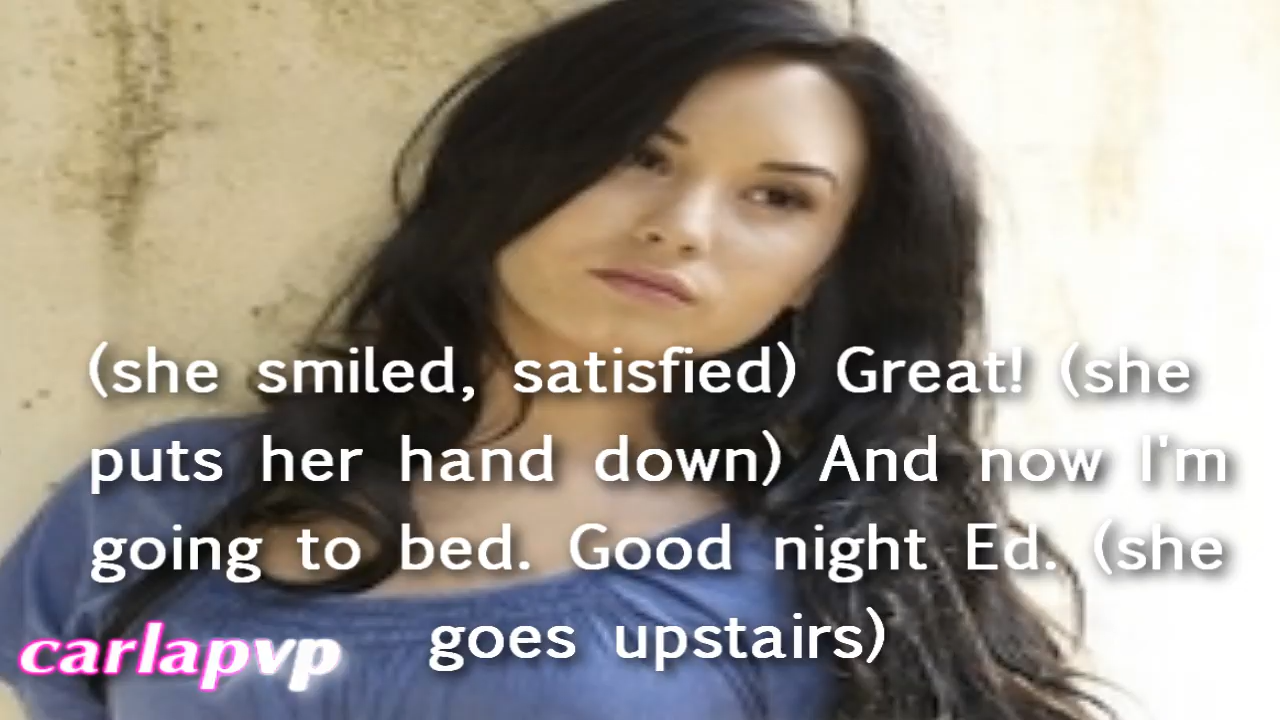 (she smiled, satisfied) Great! (she
puts her hand down) And now I'm
going to bed. Good night Ed. (she
goes upstairs)
carlapvp